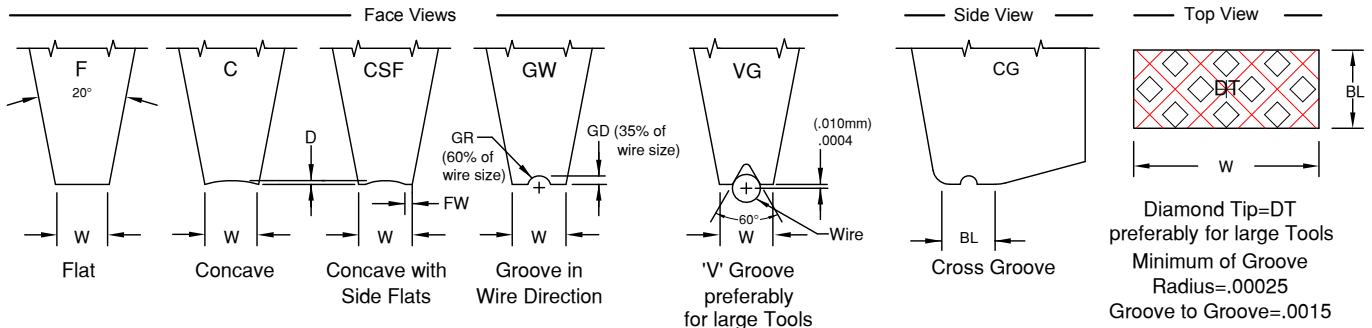 Face Views
Side View
Top View
F
20°
C
CSF
GW
VG
CG
DT
D
GR
(60% of
wire size)
GD (35% of
wire size)
(.010mm)
.0004
BL
FW
60°
W
W
W
W
W
Wire
BL
W
Flat
Concave
Concave with
Side Flats
Groove in
Wire Direction
'V' Groove
preferably
for large Tools
Cross Groove
Diamond Tip=DT
preferably for large Tools
Minimum of Groove
Radius=.00025
Groove to Groove=.0015